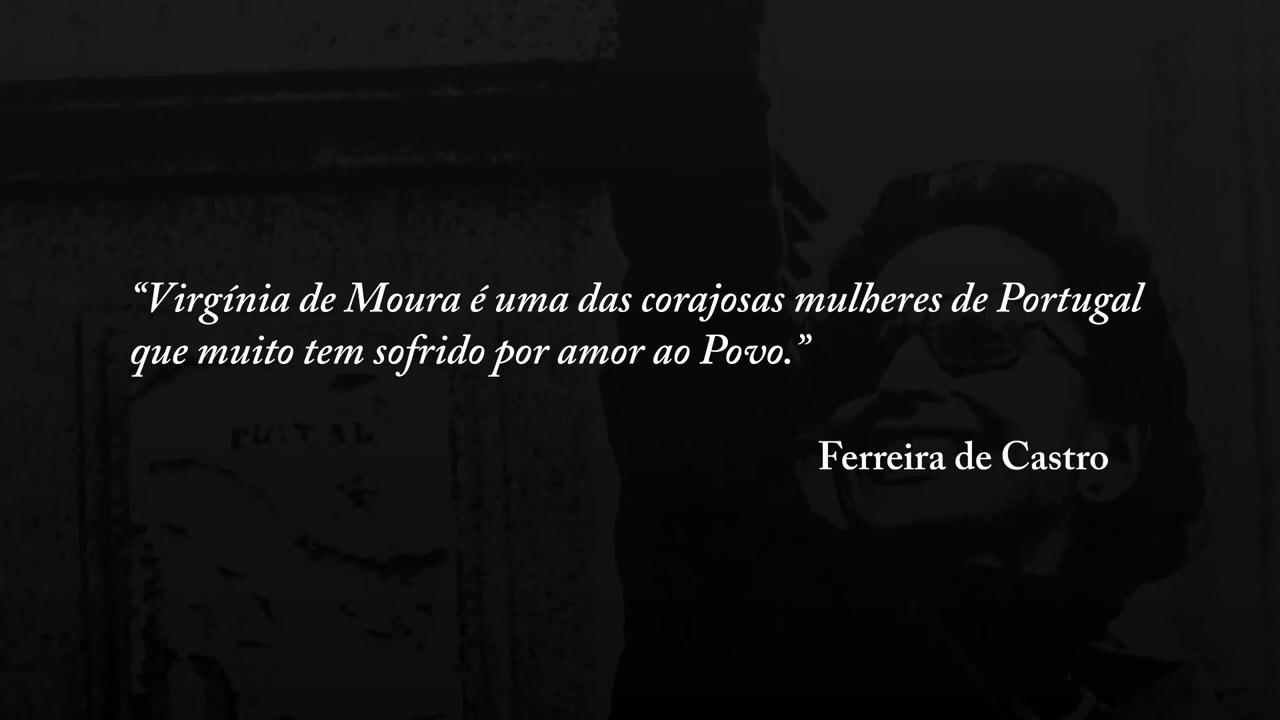 “Virgínia de Moura é uma das corajosas mulheres de Portugal
que muito tem sofrido por amor ao Povo.”
Ferreira de Castro
EDITAL